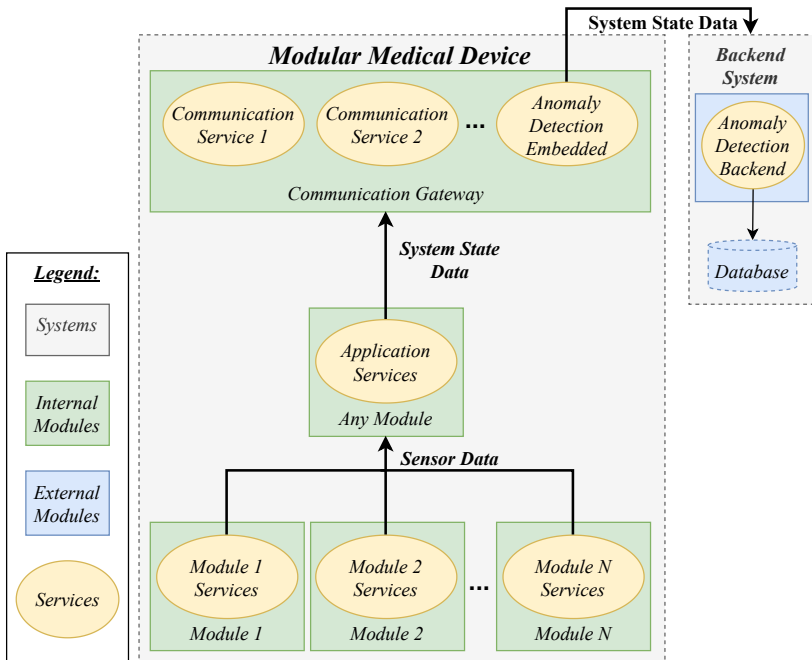 System State Data
Modular Medical Device
Backend
System
Communication
Service 1
Communication
Service 2
...
Anomaly
Detection
Embedded
Anomaly
Detection
Backend
Communication Gateway
System State
Data
Database
Legend:
Systems
Internal
Modules
External
Modules
Services
Application
Services
Any Module
Sensor Data
Module 1
Services
Module 2
Services
...
Module N
Services
Module 1
Module 2
Module N